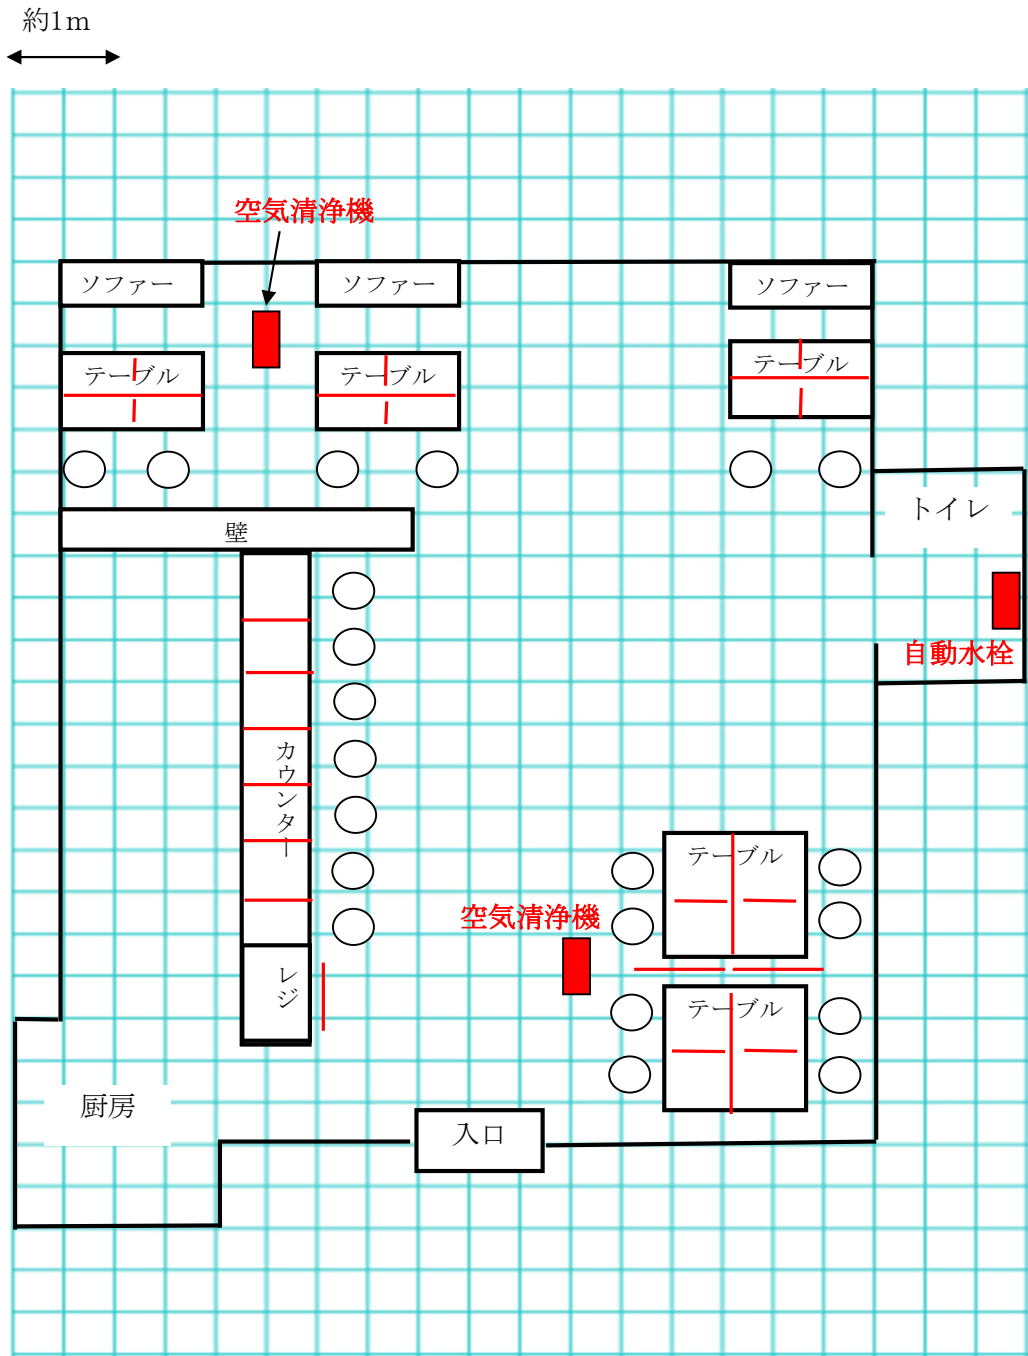 約1m
空気清浄機
ソファー
ソファー
ソファー
テーブル
テーブル
テーブル
トイレ
壁
自動水栓
カウンター
テーブル
空気清浄機
レジ
テーブル
厨房
入口